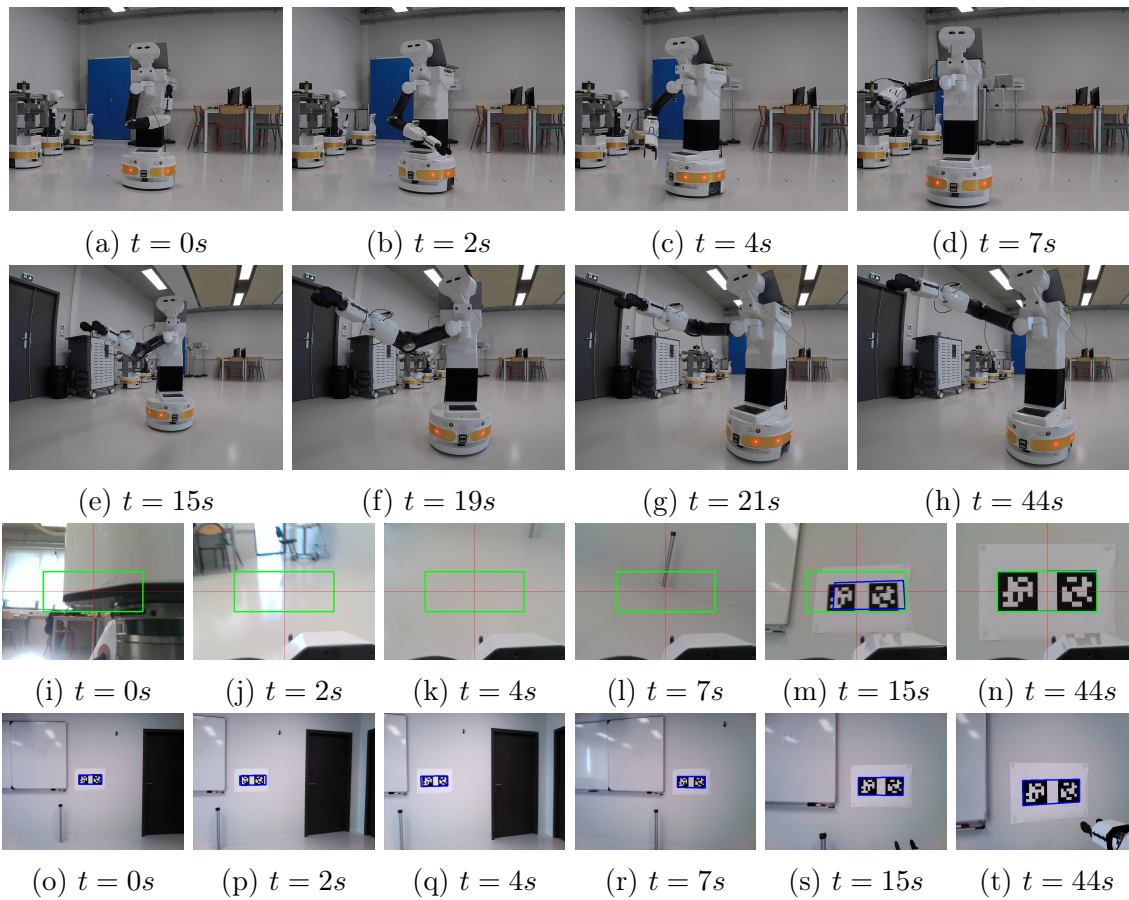 (a) t = 0s (b) t = 2s (c) t = 4s (d) t = 7s
(e) t = 15s (f) t = 19s (g) t = 21s (h) t = 44s
(i) t = 0s (j) t = 2s (k) t = 4s (l) t = 7s (m) t = 15s (n) t = 44s
(o) t = 0s (p) t = 2s (q) t = 4s (r) t = 7s (s) t = 15s (t) t = 44s